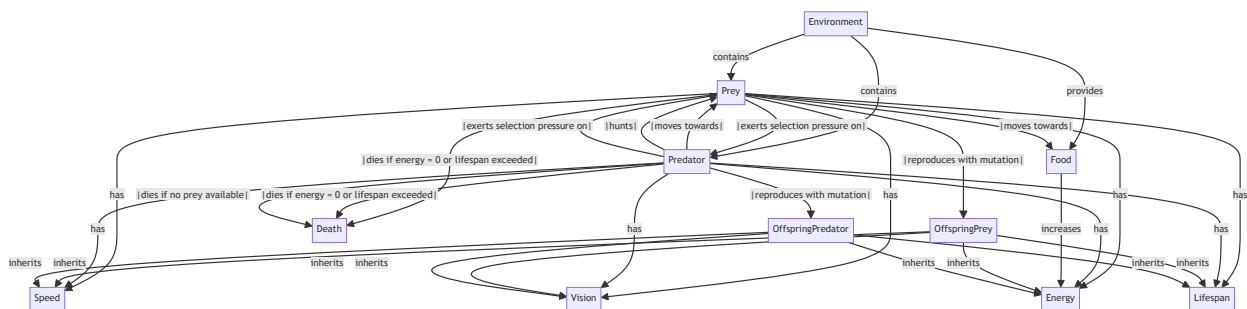 Environment
contains
Prey
contains
provides
|exerts selection pressure on|
|hunts|
|moves towards|
|exerts selection pressure on|
|moves towards|
Predator
Food
|dies if energy = 0 or lifespan exceeded|
|reproduces with mutation|
has
|dies if no prey available|
|dies if energy = 0 or lifespan exceeded|
|reproduces with mutation|
has
has
has
has
Death
has
OffspringPredator
OffspringPrey
increases
has
has
inherits
inherits
inherits
inherits
inherits
inherits
inherits
Speed
Vision
Energy
Lifespan